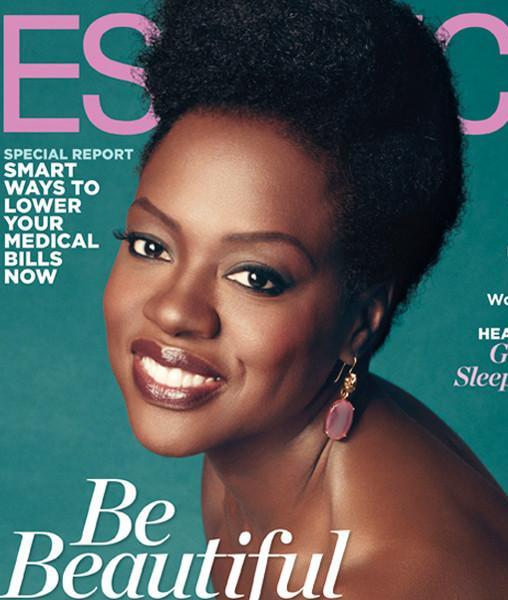 ES C
SPECIAL REPORT
SMART
WAYS TO
LOWER
YOUR
MEDICAL
BILLS
NOW
Be
Beautiful